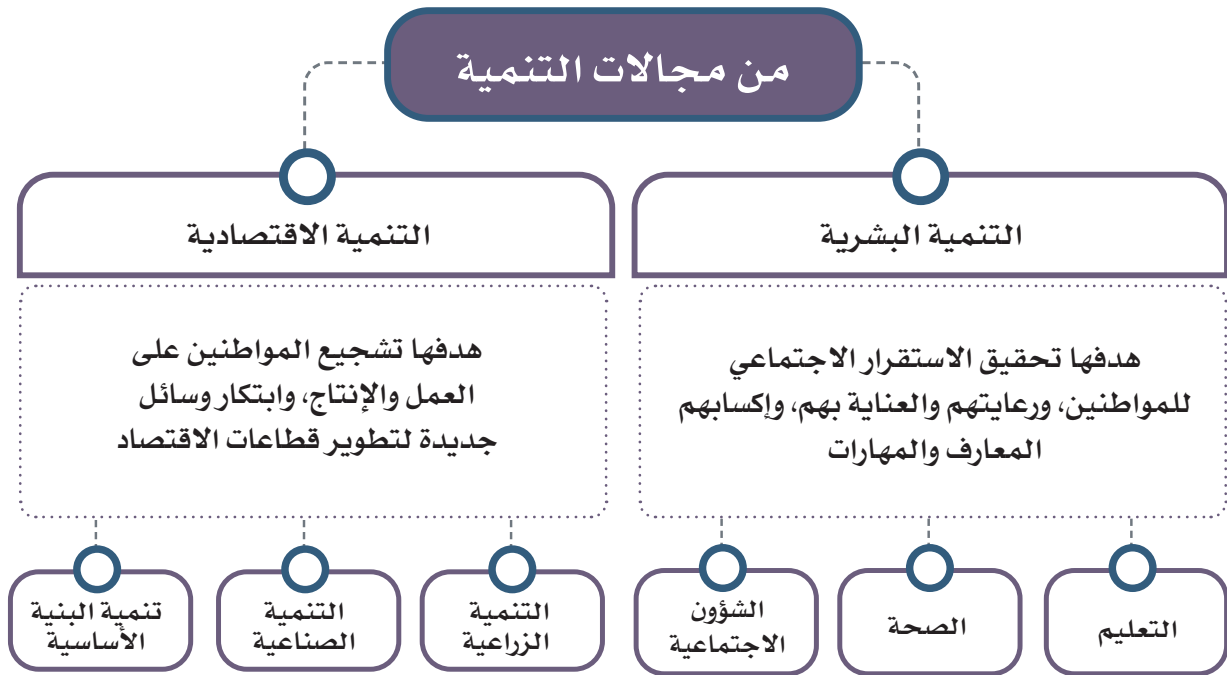 من مجالات التنمية
التنمية البشرية
هدفها تحقيق الاستقرار الاجتماعي
للمواطنين، ورعايتهم والعناية بهم، وإكسابهم
المعارف والمهارات
التعليم
الصحة
الشؤون
الاجتماعية
التنمية الاقتصادية
هدفها تشجيع المواطنين على
العمل والإنتاج، وابتكار وسائل
جديدة لتطوير قطاعات الاقتصاد
التنمية
الزراعية
التنمية
الصناعية
تنمية البنية
الأساسية